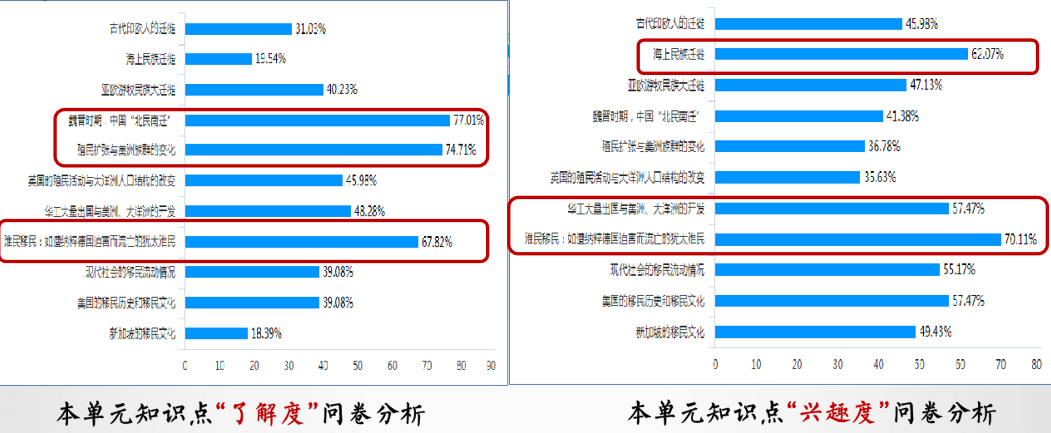 古代印欧人的迁徙 31.03%
海上民族迁徙 19.54%
亚欧游牧民族大迁徙 40.23%
魏晋时期，中国“北民南迁” 77.01%
殖民扩张与美洲族群的变化 74.71%
英国的殖民活动与大洋洲人口结构的改变 45.98%
华工大量出国与美洲、大洋洲的开发 48.28%
难民移民：如遭纳粹德国迫害而流亡的犹太难民 67.82%
现代社会的移民流动情况 39.08%
美国的移民历史和移民文化 39.08%
新加坡的移民文化 18.39%
0 10 20 30 40 50 60 70 80 90
本单元知识点“了解度”问卷分析
古代印欧人的迁徙 45.98%
海上民族迁徙 62.07%
亚欧游牧民族大迁徙 47.13%
魏晋时期，中国“北民南迁” 41.38%
殖民扩张与美洲族群的变化 36.78%
英国的殖民活动与大洋洲人口结构的改变 35.63%
华工大量出国与美洲、大洋洲的开发 57.47%
难民移民：如遭纳粹德国迫害而流亡的犹太难民 70.11%
现代社会的移民流动情况 55.17%
美国的移民历史和移民文化 57.47%
新加坡的移民文化 49.43%
0 10 20 30 40 50 60 70 80
本单元知识点“兴趣度”问卷分析